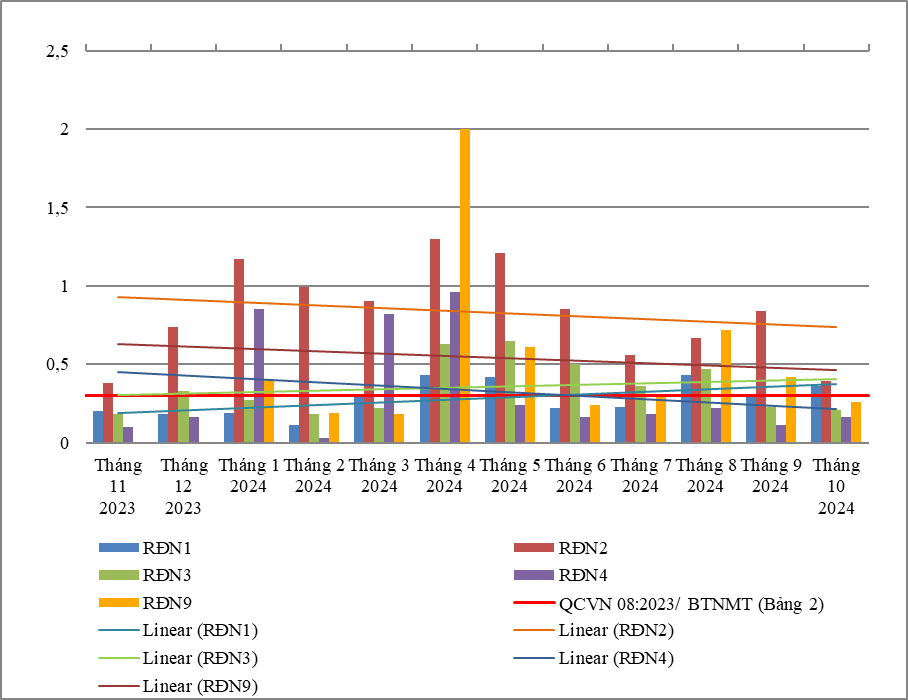 2,5
2
1,5
1
0.5
0
Tháng 11 2023
Tháng 12 2023
Tháng 1 2024
Tháng 2 2024
Tháng 3 2024
Tháng 4 2024
Tháng 5 2024
Tháng 6 2024
Tháng 7 2024
Tháng 8 2024
Tháng 9 2024
Tháng 10 2024
RĐN1
RĐN2
RĐN3
RĐN4
RĐN9
QCVN 08:2023/ BTNMT (Bảng 2)
Linear (RĐN1)
Linear (RĐN2)
Linear (RĐN3)
Linear (RĐN4)
Linear (RĐN9)